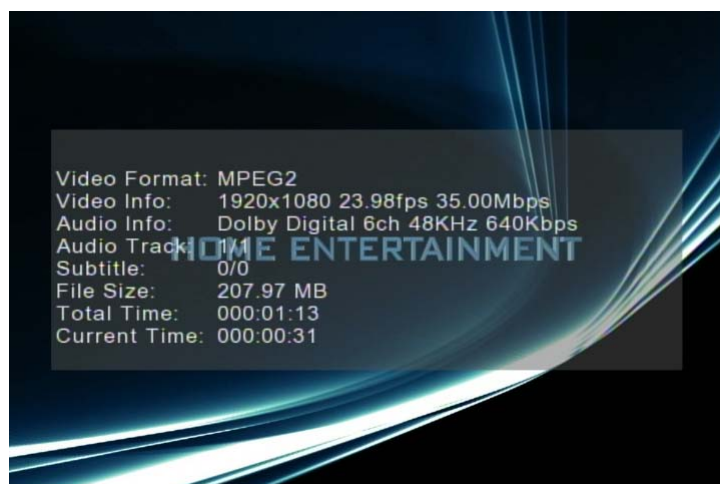 Video Format: MPEG2
Video Info: 1920x1080 23.98fps 35.00Mbps
Audio Info: Dolby Digital 6ch 48KHz 640Kbps
Audio Track: 1/1
HOME ENTERTAINMENT
Subtitle: 0/0
File Size: 207.97 MB
Total Time: 000:01:13
Current Time: 000:00:31